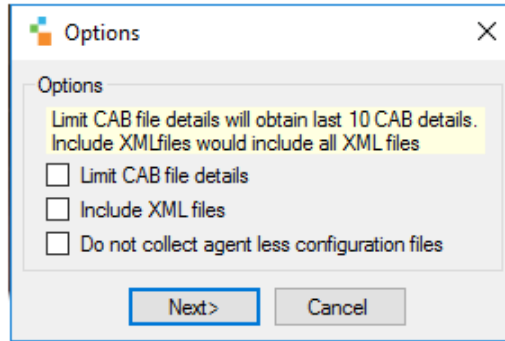 Options
Options
Limit CAB file details will obtain last 10 CAB details.
Include XMLfiles would include all XML files
Limit CAB file details
Include XML files
Do not collect agent less configuration files
Next> Cancel